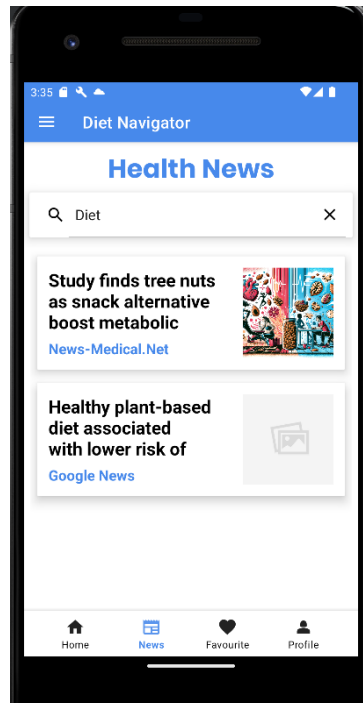 3:35
Diet Navigator
Health News
Diet
Study finds tree nuts
as snack alternative
boost metabolic
News-Medical.Net
Healthy plant-based
diet associated
with lower risk of
Google News
Home
News
Favourite
Profile